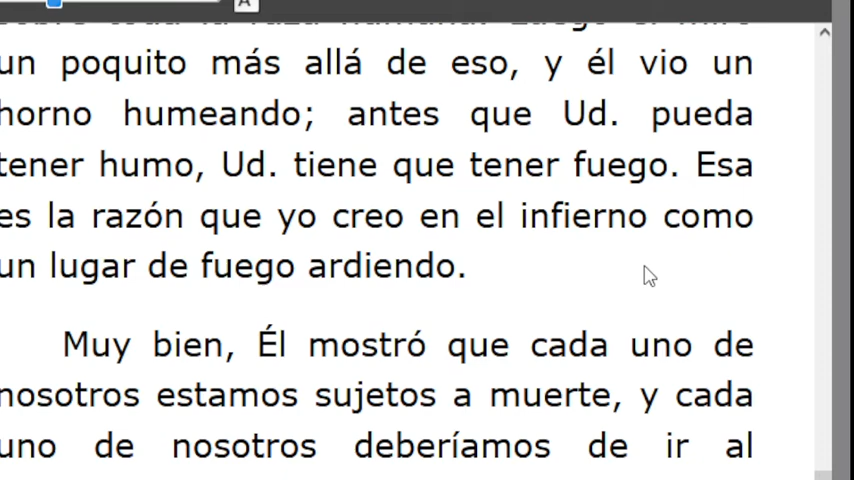 un poquito más allá de eso, y él vio un
horno humeando; antes que Ud. pueda
tener humo, Ud. tiene que tener fuego. Esa
es la razón que yo creo en el infierno como
un lugar de fuego ardiendo.
Muy bien, Él mostró que cada uno de
nosotros estamos sujetos a muerte, y cada
uno de nosotros deberíamos de ir al